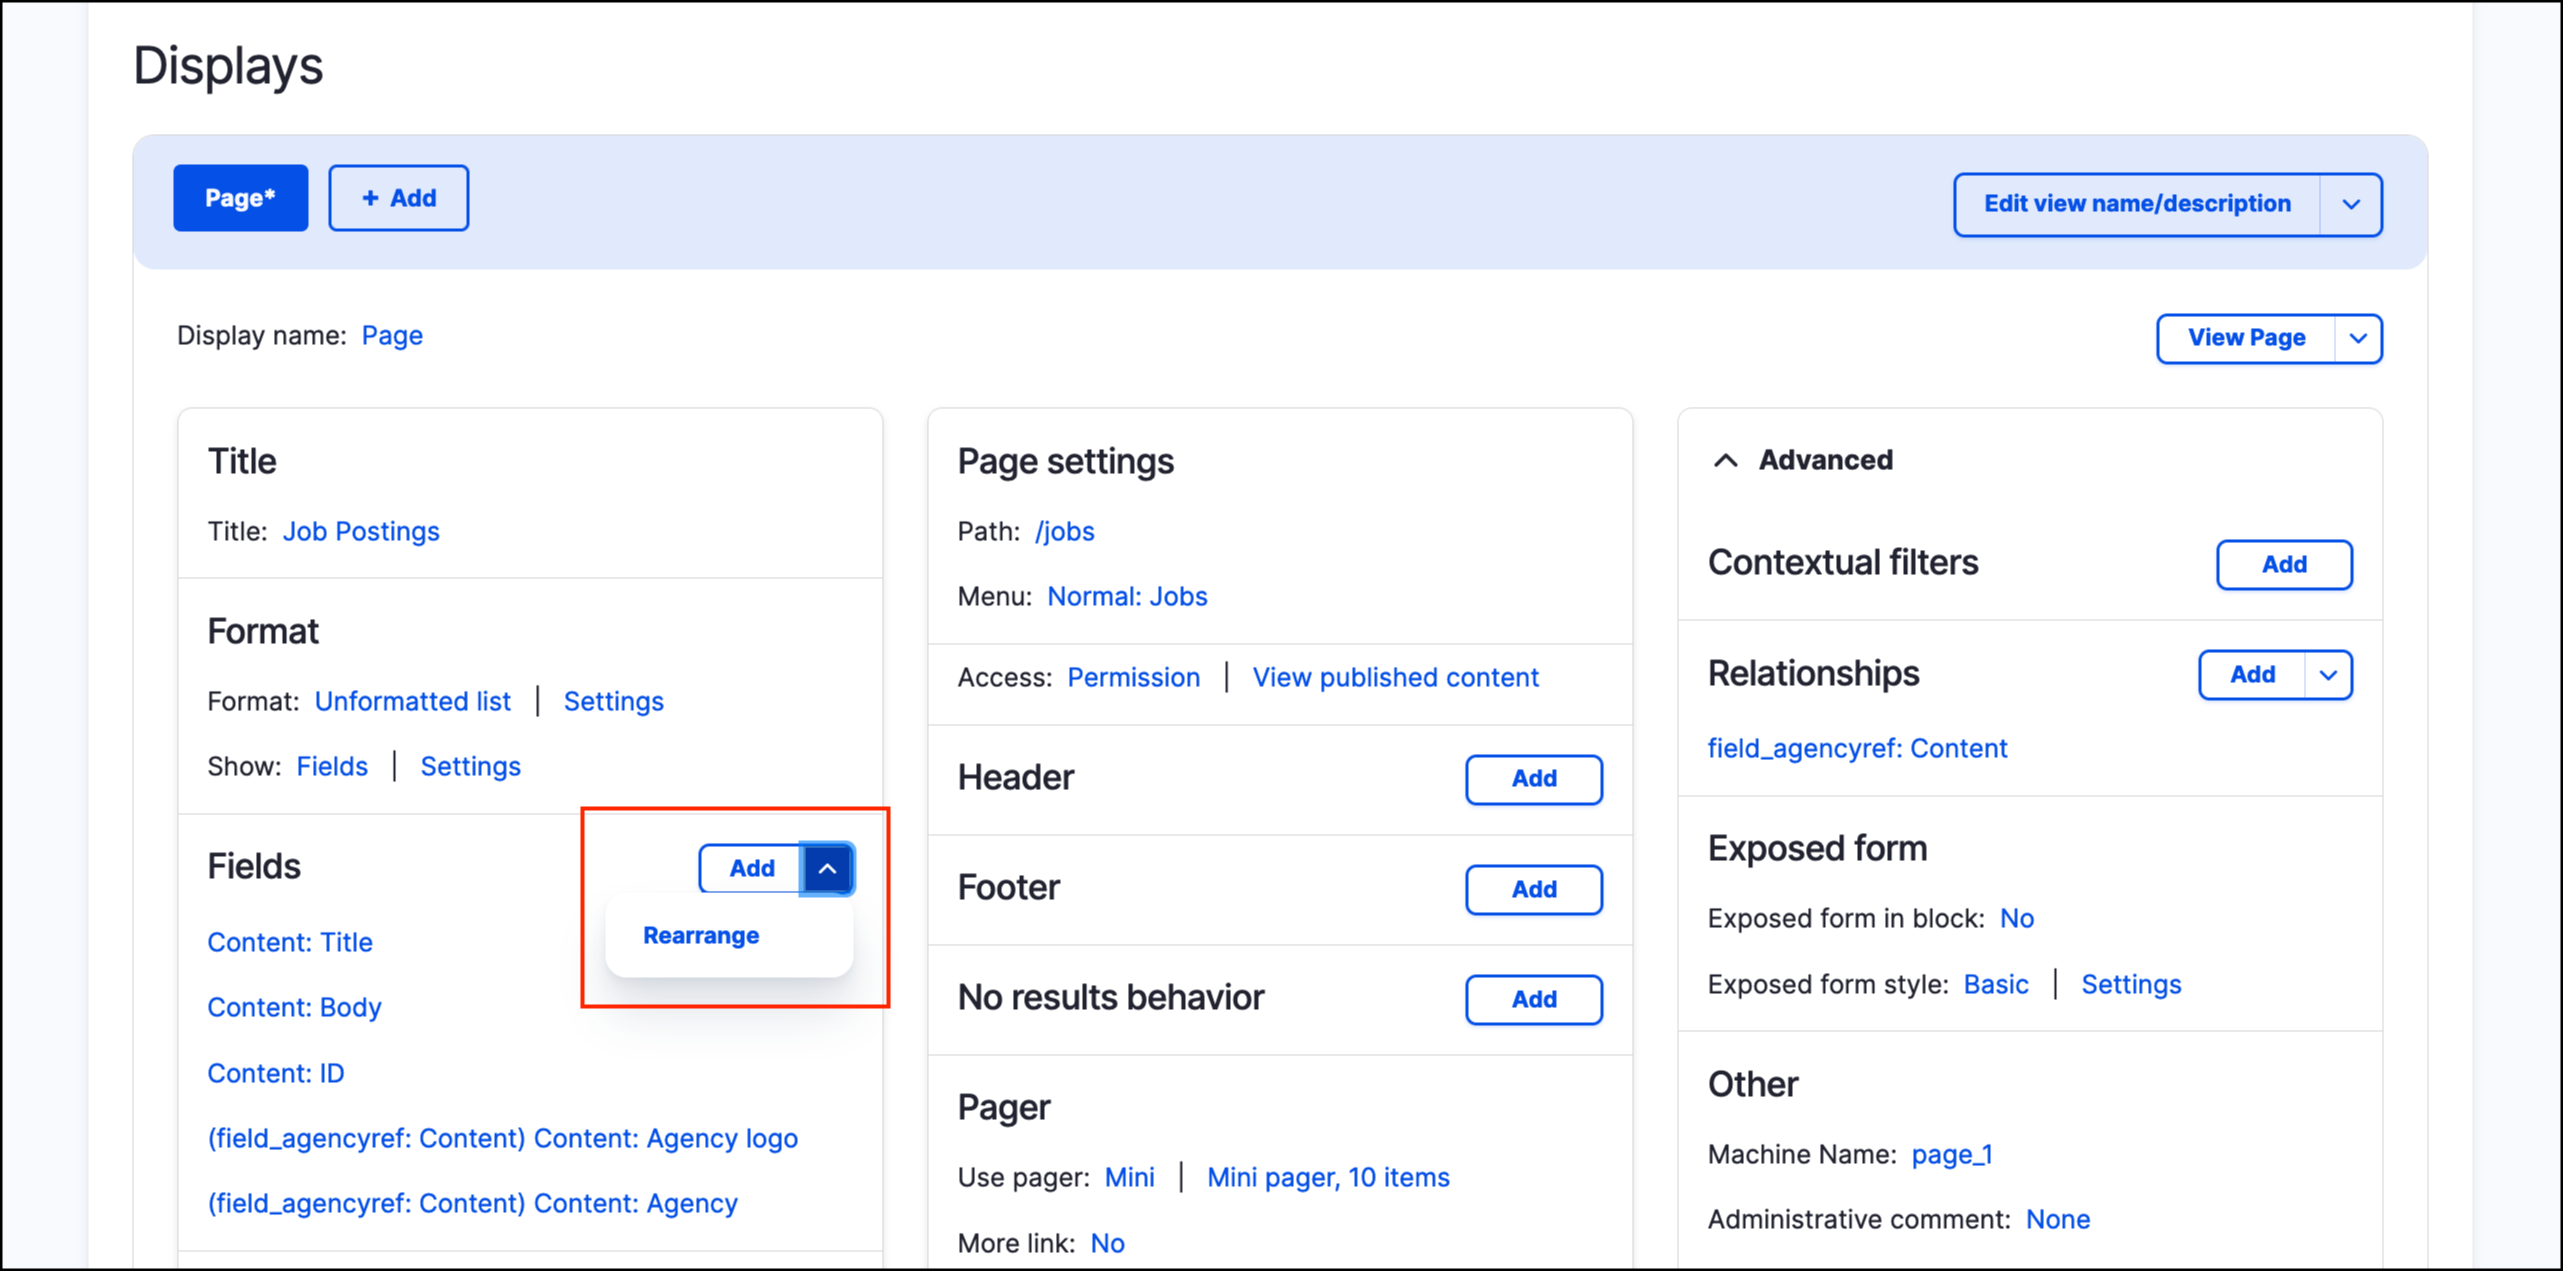 Displays
Page*
+ Add
Edit view name/description
Display name: Page
View Page
Title
Title: Job Postings
Format
Format: Unformatted list | Settings
Show: Fields | Settings
Fields
Add
Rearrange
Content: Title
Content: Body
Content: ID
(field_agencyref: Content) Content: Agency logo
(field_agencyref: Content) Content: Agency
Page settings
Path: /jobs
Menu: Normal: Jobs
Access: Permission | View published content
Header
Add
Footer
Add
No results behavior
Add
Pager
Use pager: Mini | Mini pager, 10 items
More link: No
Advanced
Contextual filters
Add
Relationships
Add
field_agencyref: Content
Exposed form
Exposed form in block: No
Exposed form style: Basic | Settings
Other
Machine Name: page_1
Administrative comment: None